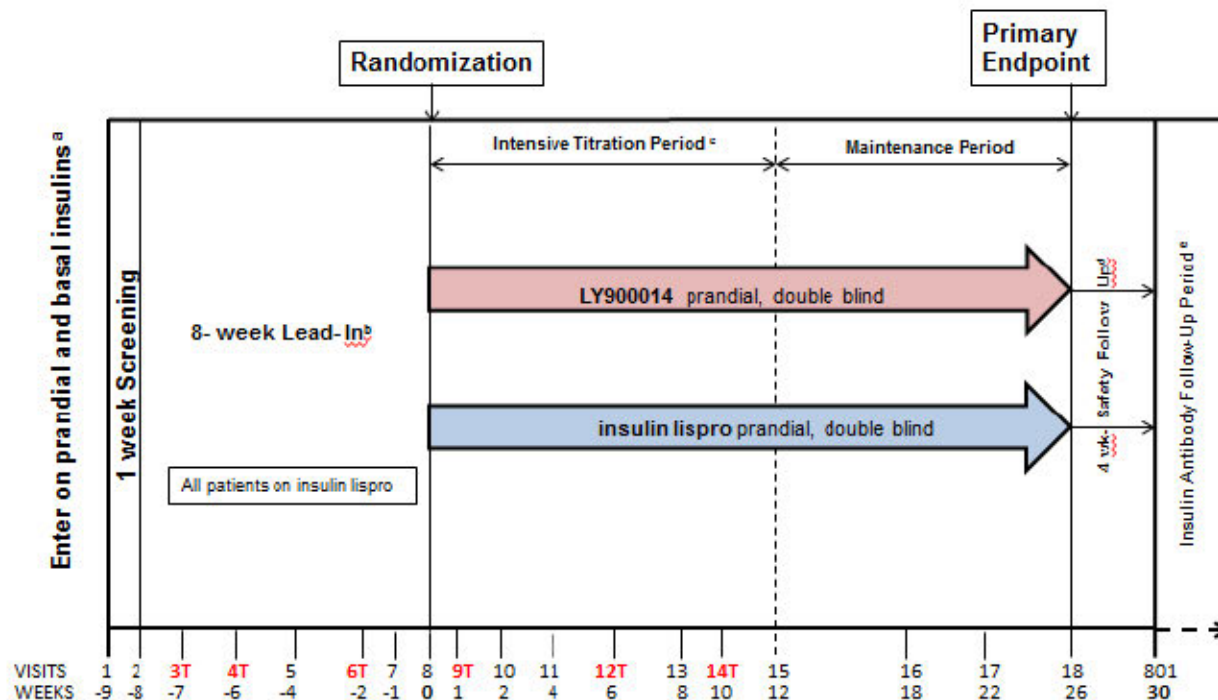 Randomization
Primary
Endpoint
Enter on prandial and basal insulins a
1 week Screening
8- week Lead- In b
All patients on insulin lispro
Intensive Titration Period c
Maintenance Period
LY900014 prandial, double blind
insulin lispro prandial, double blind
4 wk- Safety Follow Up d
Insulin Antibody Follow-Up Period e
VISITS 1 2 3T 4T 5 6T 7 8 9T 10 11 12T 13 14T 15 16 17 18 801
WEEKS -9 -8 -7 -6 -4 -2 -1 0 1 2 4 6 8 10 12 18 22 26 30